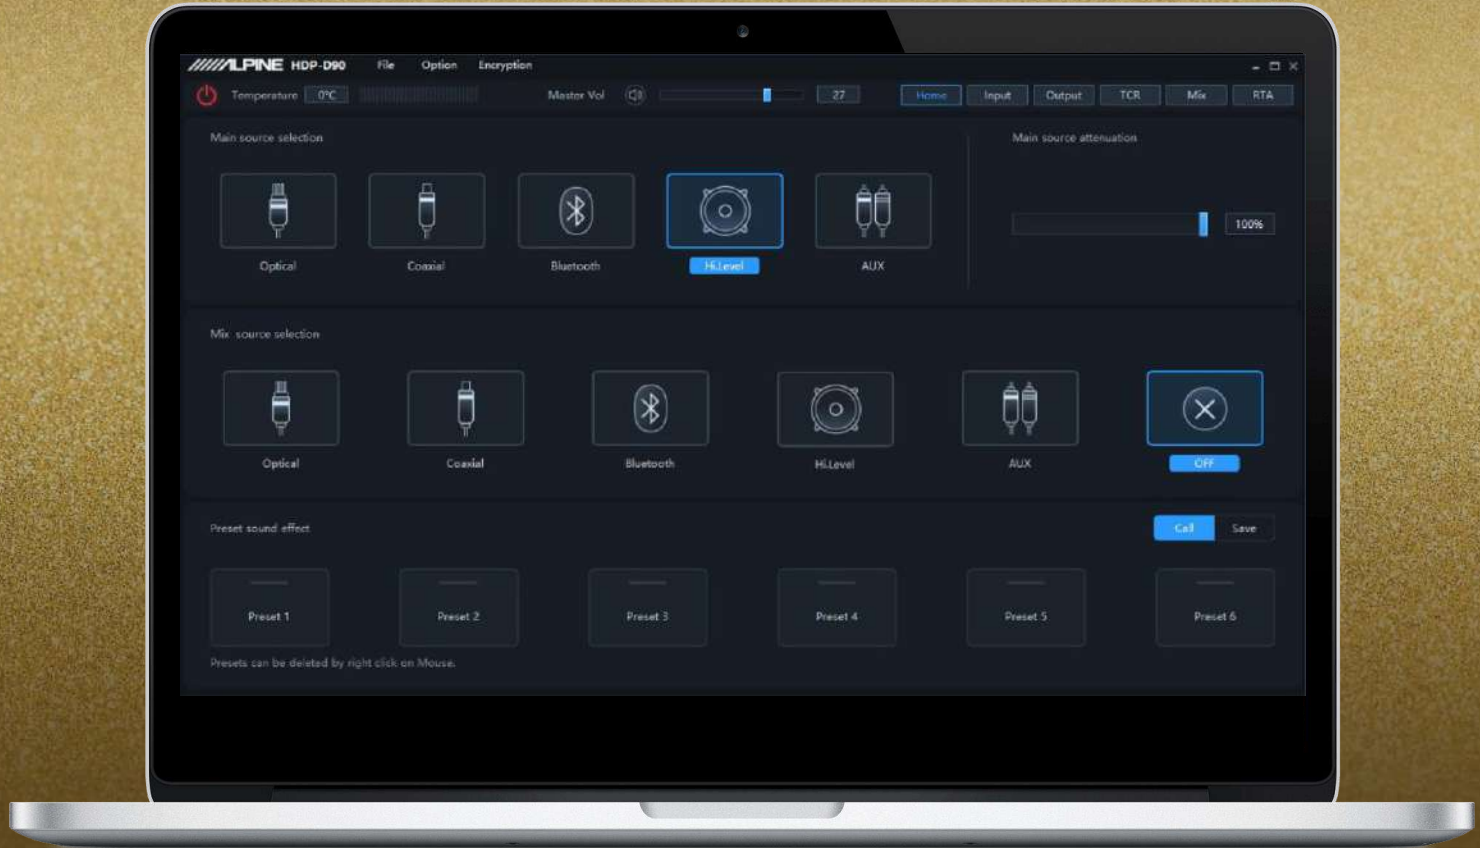 ALPINE HDP-D90 File Option Encryption
Temperature 0°C Master Vol 27 Home Input Output TCR Mix RTA
Main source selection Main source attenuation
100%
Optical Coaxial Bluetooth Hi.Level AUX
Mix source selection
Optical Coaxial Bluetooth Hi.Level AUX OFF
Preset sound effect Call Save
Preset 1 Preset 2 Preset 3 Preset 4 Preset 5 Preset 6
Presets can be deleted by right click on Mouse.